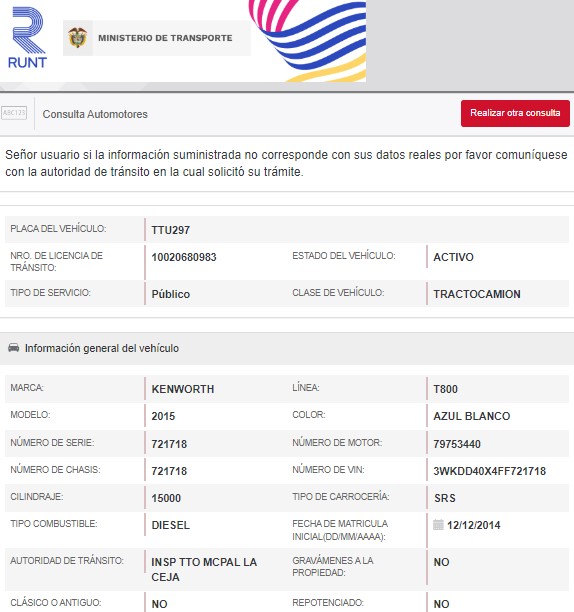 RUNT
MINISTERIO DE TRANSPORTE
ABC123
Consulta Automotores
Realizar otra consulta
Señor usuario si la información suministrada no corresponde con sus datos reales por favor comuníquese
con la autoridad de tránsito en la cual solicitó su trámite.
PLACA DEL VEHÍCULO: TTU297
NRO. DE LICENCIA DE
TRÁNSITO: 10020680983 ESTADO DEL VEHÍCULO: ACTIVO
TIPO DE SERVICIO: Público CLASE DE VEHÍCULO: TRACTOCAMION
Información general del vehículo
MARCA: KENWORTH LÍNEA: T800
MODELO: 2015 COLOR: AZUL BLANCO
NÚMERO DE SERIE: 721718 NÚMERO DE MOTOR: 79753440
NÚMERO DE CHASIS: 721718 NÚMERO DE VIN: 3WKDD40X4FF721718
CILINDRAJE: 15000 TIPO DE CARROCERÍA: SRS
TIPO COMBUSTIBLE: DIESEL FECHA DE MATRICULA
INICIAL(DD/MM/AAAA): 12/12/2014
AUTORIDAD DE TRÁNSITO: INSP TTO MCPAL LA
CEJA GRAVÁMENES A LA
PROPIEDAD: NO
CLÁSICO O ANTIGUO: NO REPOTENCIADO: NO